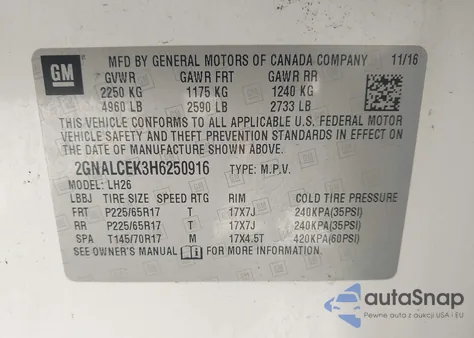 GM
MFD BY GENERAL MOTORS OF CANADA COMPANY 11/16
GVWR GAWR FRT GAWR RR
2250 KG 1175 KG 1240 KG
4960 LB 2590 LB 2733 LB
THIS VEHICLE CONFORMS TO ALL APPLICABLE U.S. FEDERAL MOTOR
VEHICLE SAFETY AND THEFT PREVENTION STANDARDS IN EFFECT ON
THE DATE OF MANUFACTURE SHOWN ABOVE.
2GNALCEK3H6250916 TYPE: M.P.V.
MODEL: LH26
LBBJ TIRE SIZE SPEED RTG RIM COLD TIRE PRESSURE
FRT P225/65R17 T 17X7J 240KPA(35PSI)
RR P225/65R17 T 17X7J 240KPA(35PSI)
SPA T145/70R17 M 17X4.5T 420KPA(60PSI)
SEE OWNER'S MANUAL FOR MORE INFORMATION.
autoSnap
Pewne auta z aukcji USA i EU